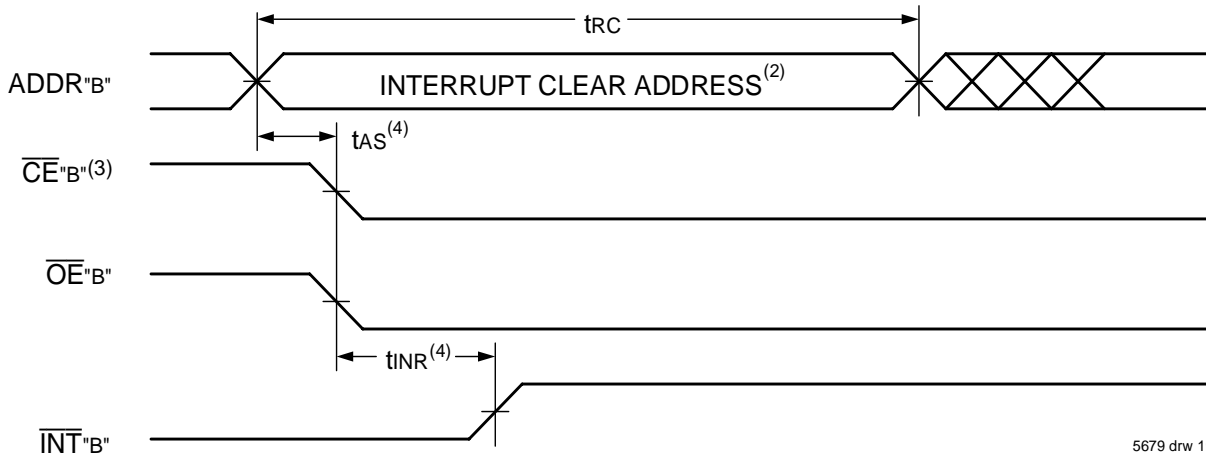 tRC
ADDR"B"
INTERRUPT CLEAR ADDRESS(2)
tAS(4)
CE"B"(3)
OE"B"
tINR(4)
INT"B"
5679 drw 1